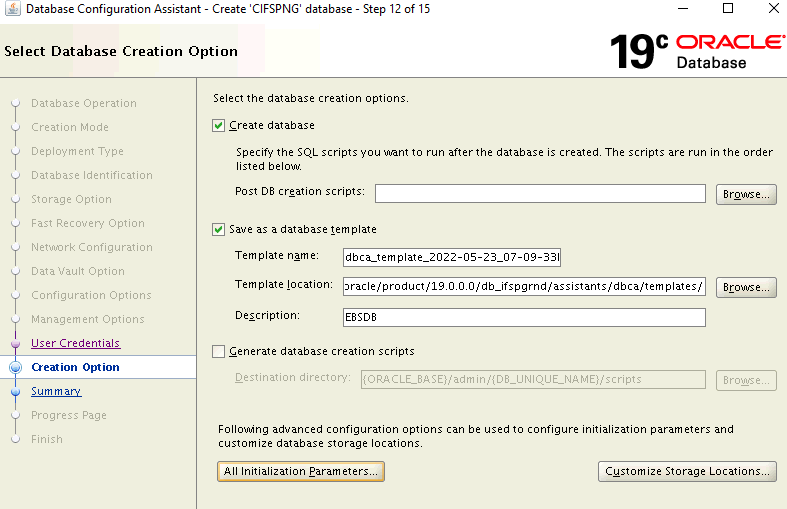 Database Configuration Assistant - Create 'CIFSPNG' database - Step 12 of 15
Select Database Creation Option
19c ORACLE
Database
Database Operation
Creation Mode
Deployment Type
Database Identification
Storage Option
Fast Recovery Option
Network Configuration
Data Vault Option
Configuration Options
Management Options
User Credentials
Creation Option
Summary
Progress Page
Finish
Select the database creation options.
Create database
Specify the SQL scripts you want to run after the database is created. The scripts are run in the order
listed below.
Post DB creation scripts: Browse...
Save as a database template
Template name: dbca_template_2022-05-23_07-09-33
Template location: oracle/product/19.0.0.0/db_ifspgrnd/assistants/dbca/templates/ Browse...
Description: EBSDB
Generate database creation scripts
Destination directory: {ORACLE_BASE}/admin/{DB_UNIQUE_NAME}/scripts Browse...
Following advanced configuration options can be used to configure initialization parameters and
customize database storage locations.
All Initialization Parameters... Customize Storage Locations...